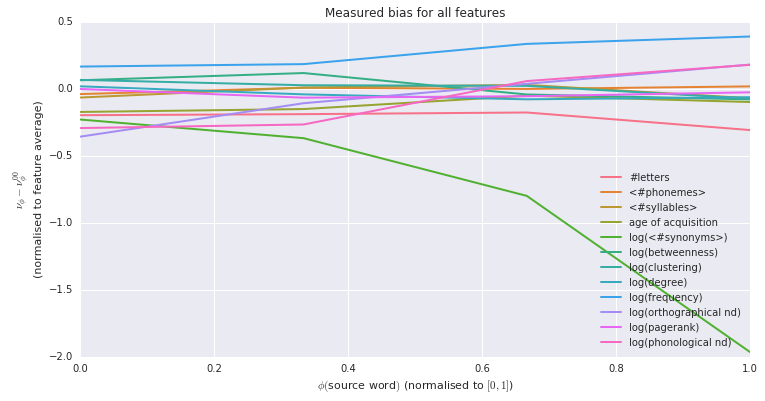 Measured bias for all features
0.5
0.0
−0.5
−1.0
−1.5
−2.0
ν_ϕ − ν_ϕ^00
(normalised to feature average)
#letters
<#phonemes>
<#syllables>
age of acquisition
log(<#synonyms>)
log(betweenness)
log(clustering)
log(degree)
log(frequency)
log(orthographical nd)
log(pagerank)
log(phonological nd)
0.0 0.2 0.4 0.6 0.8 1.0
ϕ(source word) (normalised to [0, 1])